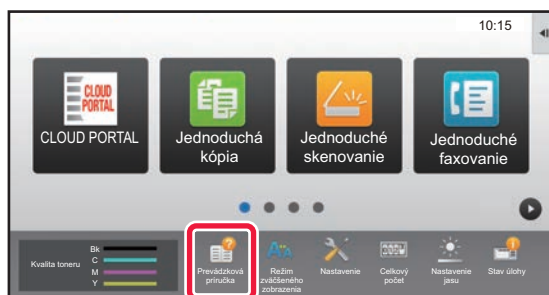 10:15
CLOUD
PORTAL
CLOUD PORTAL
Jednoduchá
kópia
Jednoduché
skenovanie
Jednoduché
faxovanie
Kvalita toneru
Bk
C
M
Y
Prevádzková
príručka
Režim
zväčšeného
zobrazenia
Nastavenie
Celkový
počet
Nastavenie
jasu
Stav úlohy